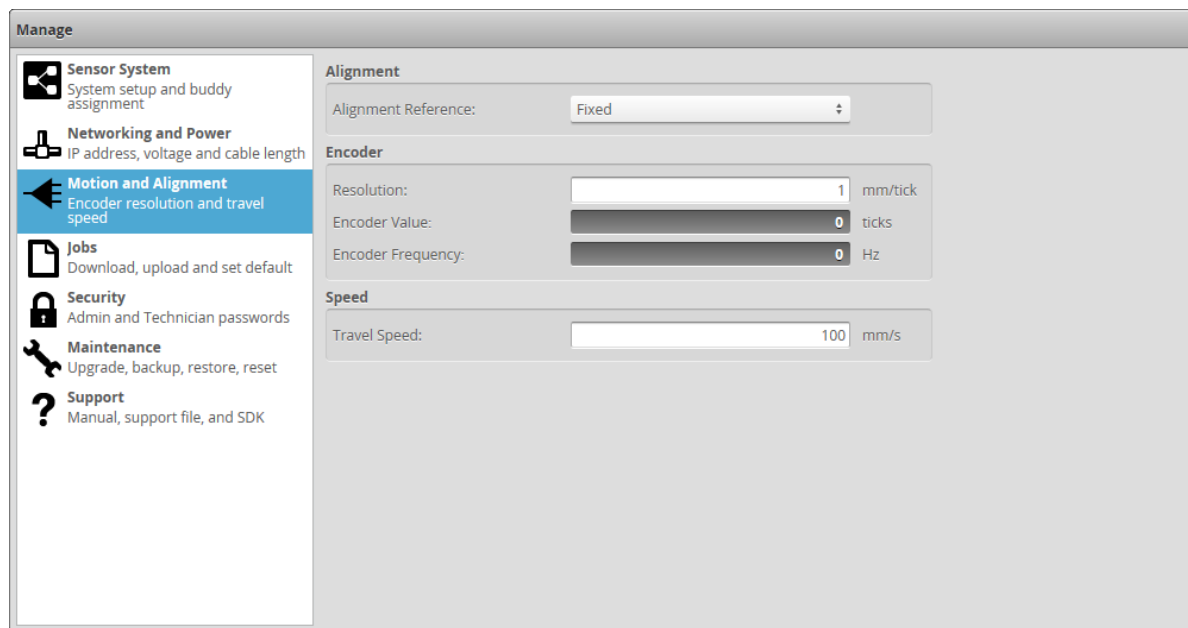 Manage
Sensor System
System setup and buddy
assignment
Networking and Power
IP address, voltage and cable length
Motion and Alignment
Encoder resolution and travel
speed
Jobs
Download, upload and set default
Security
Admin and Technician passwords
Maintenance
Upgrade, backup, restore, reset
Support
Manual, support file, and SDK
Alignment
Alignment Reference: Fixed
Encoder
Resolution: 1 mm/tick
Encoder Value: 0 ticks
Encoder Frequency: 0 Hz
Speed
Travel Speed: 100 mm/s